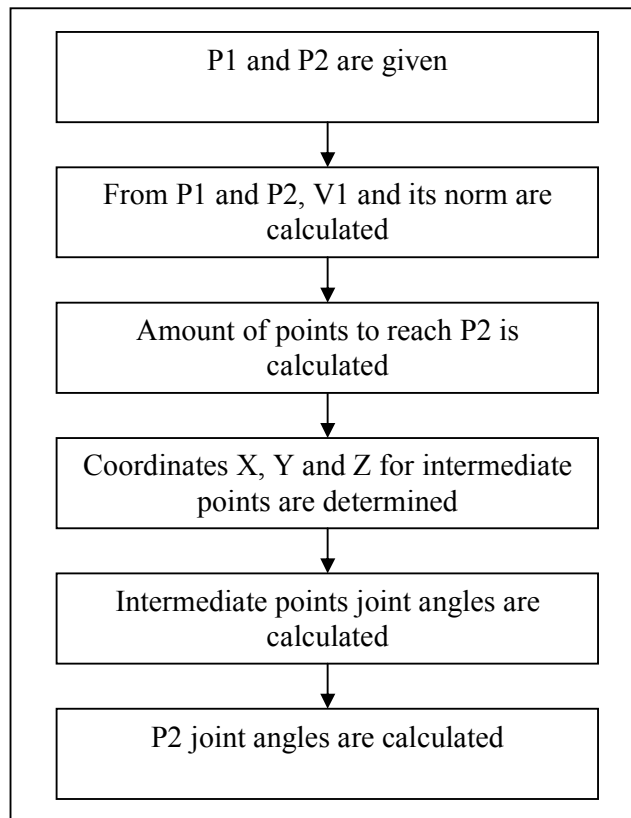 P1 and P2 are given
From P1 and P2, V1 and its norm are
calculated
Amount of points to reach P2 is
calculated
Coordinates X, Y and Z for intermediate
points are determined
Intermediate points joint angles are
calculated
P2 joint angles are calculated